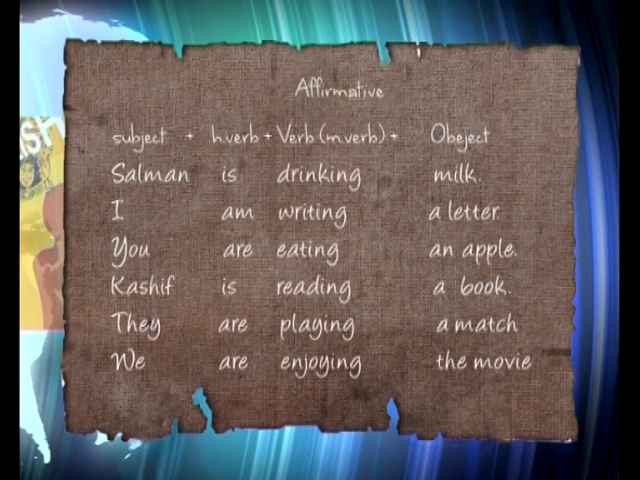 Affirmative
subject + h.verb + Verb (m.verb) + Obeject
Salman is drinking milk.
I am writing a letter.
You are eating an apple.
Kashif is reading a book.
They are playing a match
We are enjoying the movie